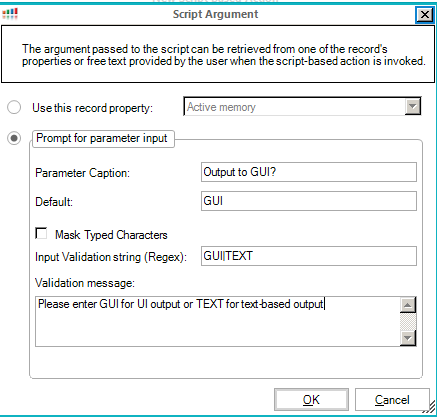 Script Argument
The argument passed to the script can be retrieved from one of the record's
properties or free text provided by the user when the script-based action is invoked.
Use this record property:
Active memory
Prompt for parameter input
Parameter Caption:
Output to GUI?
Default:
GUI
Mask Typed Characters
Input Validation string (Regex):
GUI|TEXT
Validation message:
Please enter GUI for UI output or TEXT for text-based output
OK
Cancel